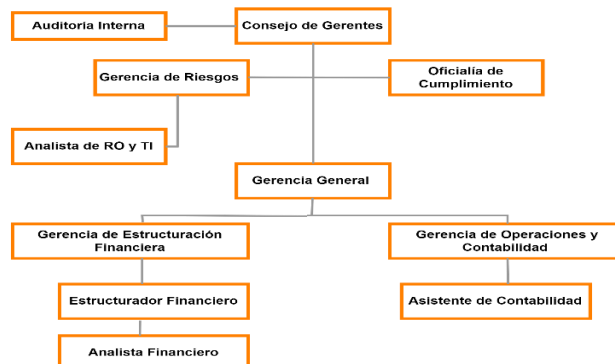 Auditoria Interna
Consejo de Gerentes
Gerencia de Riesgos
Oficialía de
Cumplimiento
Analista de RO y TI
Gerencia General
Gerencia de Estructuración
Financiera
Gerencia de Operaciones y
Contabilidad
Estructurador Financiero
Asistente de Contabilidad
Analista Financiero